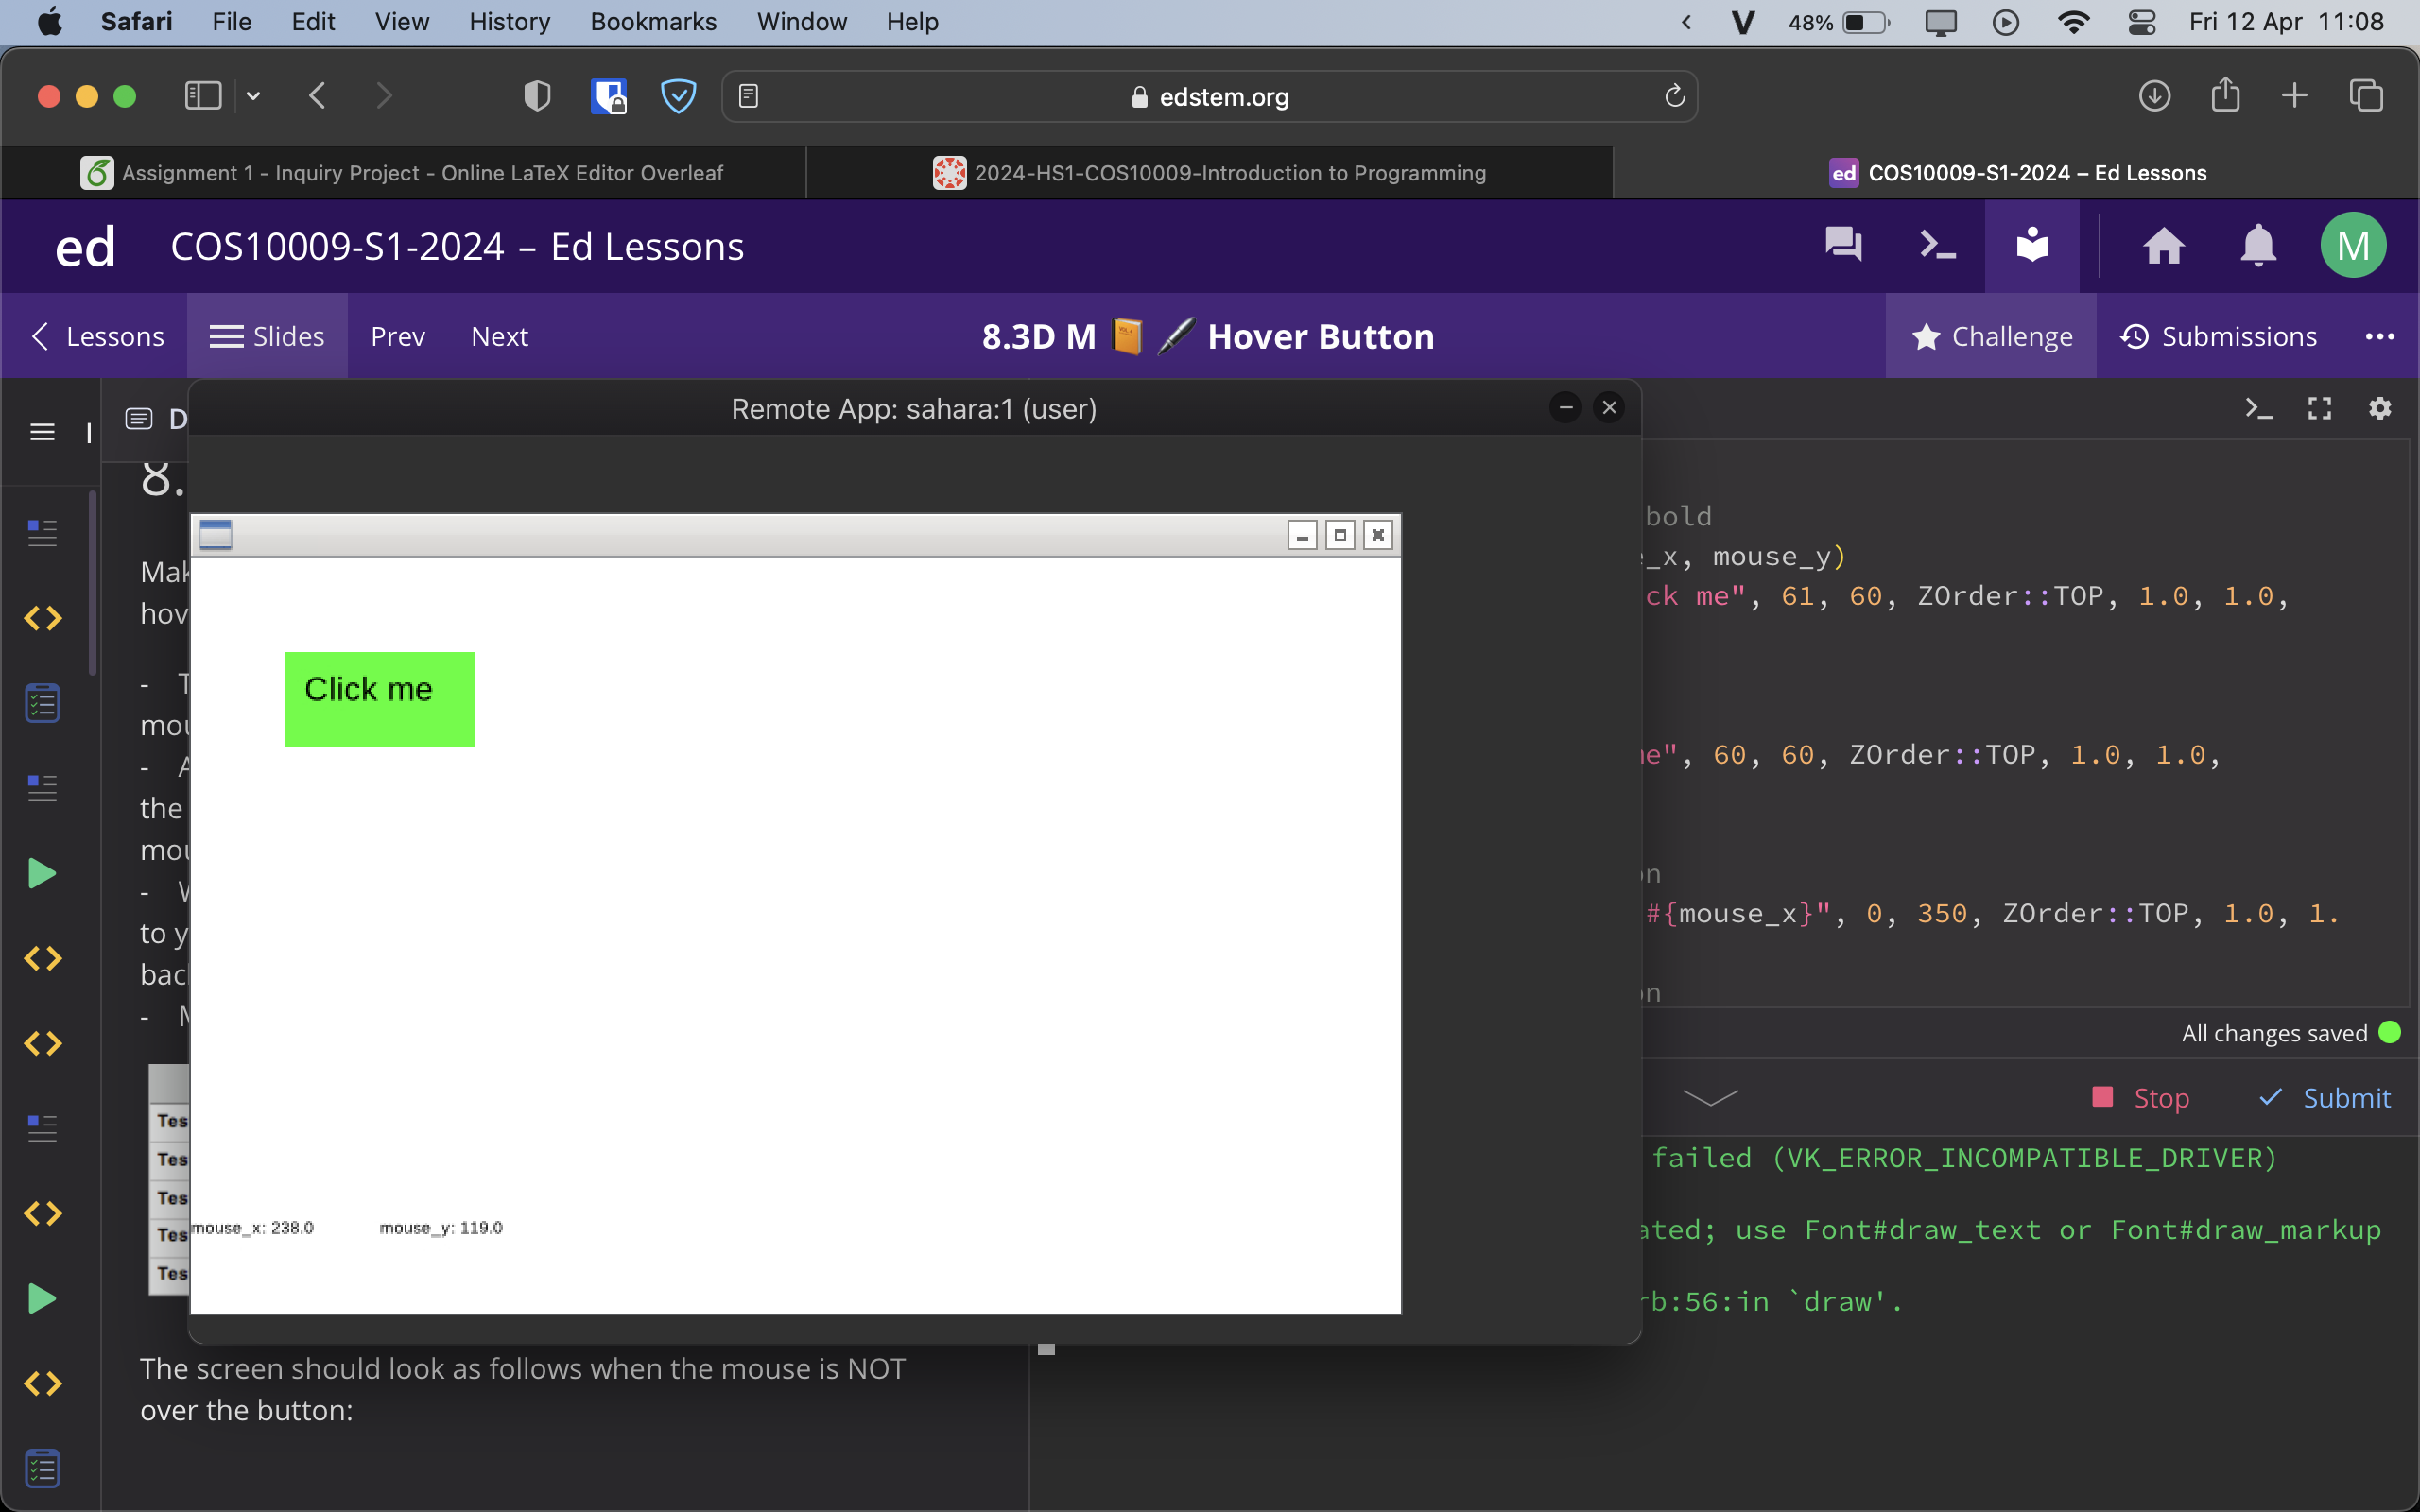 Safari File Edit View History Bookmarks Window Help 48% Fri 12 Apr 11:08
edstem.org
Assignment 1 - Inquiry Project - Online LaTeX Editor Overleaf
2024-HS1-COS10009-Introduction to Programming
ed COS10009-S1-2024 – Ed Lessons
ed COS10009-S1-2024 – Ed Lessons M
Lessons Slides Prev Next 8.3D M Hover Button Challenge Submissions
D
Remote App: sahara:1 (user)
8.
Mak
hov
- T
mou
- A
the
mou
- W
to y
bac
- M
Tes
Tes
Tes
Tes
Tes
The screen should look as follows when the mouse is NOT
over the button:
Click me
mouse_x: 238.0 mouse_y: 119.0
bold
_x, mouse_y)
ck me", 61, 60, ZOrder::TOP, 1.0, 1.0,
e", 60, 60, ZOrder::TOP, 1.0, 1.0,
n
#{mouse_x}", 0, 350, ZOrder::TOP, 1.0, 1.
n
All changes saved
Stop Submit
failed (VK_ERROR_INCOMPATIBLE_DRIVER)
ated; use Font#draw_text or Font#draw_markup
rb:56:in `draw'.